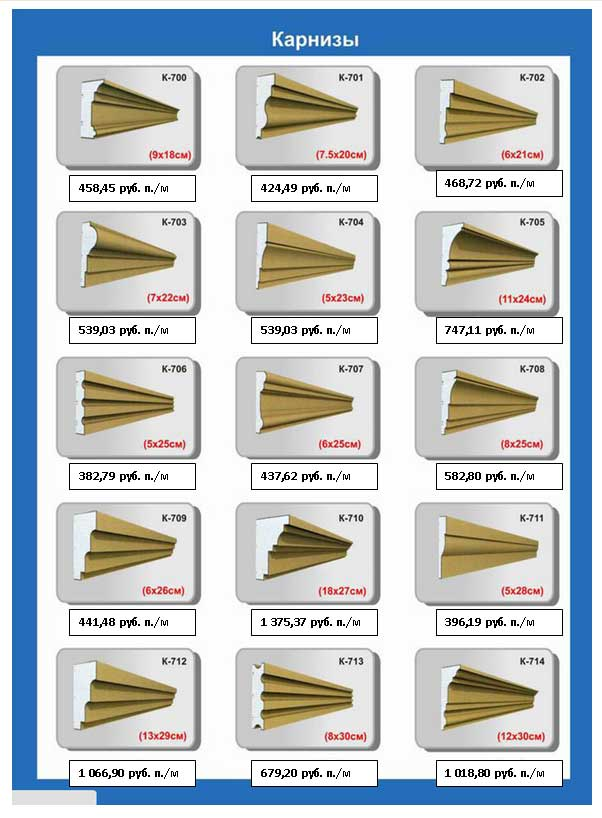 Карнизы
К-700
К-701
К-702
(9х18см)
(7.5х20см)
(6х21см)
458,45 руб. п./м
424,49 руб. п./м
468,72 руб. п./м
К-703
К-704
К-705
(7х22см)
(5х23см)
(11х24см)
539,03 руб. п./м
539,03 руб. п./м
747,11 руб. п./м
К-706
К-707
К-708
(5х25см)
(6х25см)
(8х25см)
382,79 руб. п./м
437,62 руб. п./м
582,80 руб. п./м
К-709
К-710
К-711
(6х26см)
(18х27см)
(5х28см)
441,48 руб. п./м
1 375,37 руб. п./м
396,19 руб. п./м
К-712
К-713
К-714
(13х29см)
(8х30см)
(12х30см)
1 066,90 руб. п./м
679,20 руб. п./м
1 018,80 руб. п./м